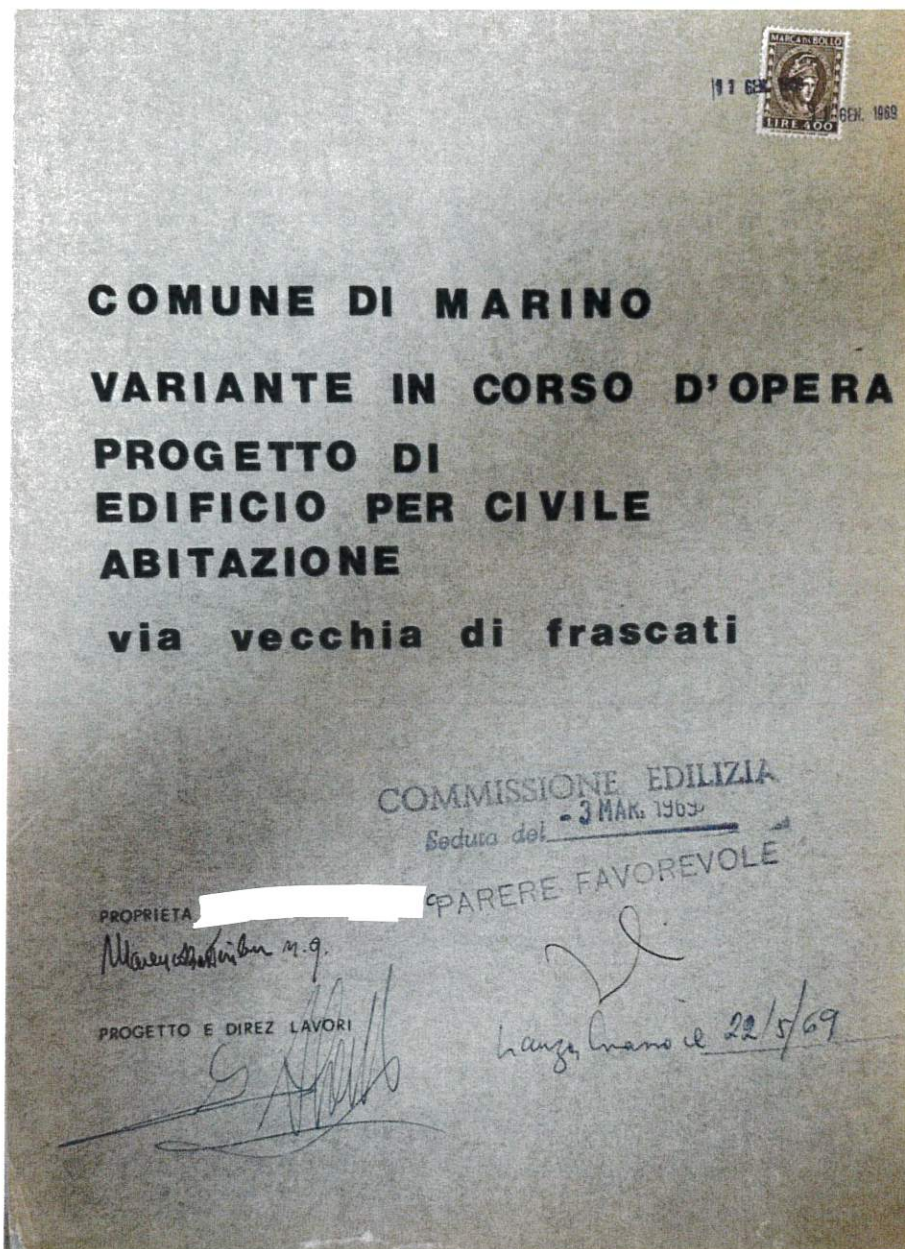 MARCA DA BOLLO
LIRE 400
GEN. 1969
COMUNE DI MARINO
VARIANTE IN CORSO D'OPERA
PROGETTO DI
EDIFICIO PER CIVILE
ABITAZIONE
via vecchia di frascati
COMMISSIONE EDILIZIA
Seduta del - 3 MAR. 1969
PARERE FAVOREVOLE
PROPRIETA
PROGETTO E DIREZ LAVORI
il 22/5/69